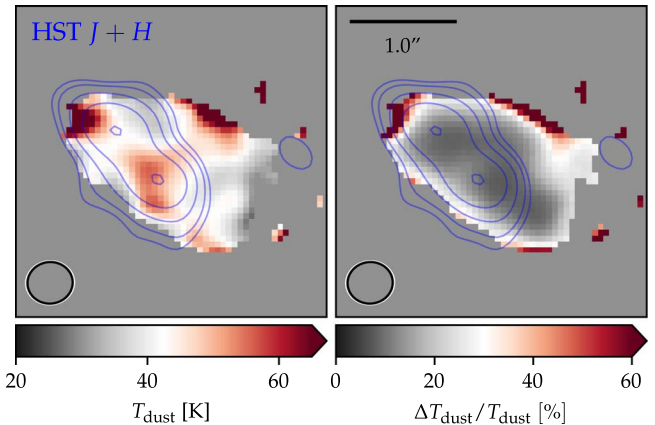 HST J + H
1.0″
20 40 60
0 20 40 60
T_dust [K]
ΔT_dust/T_dust [%]